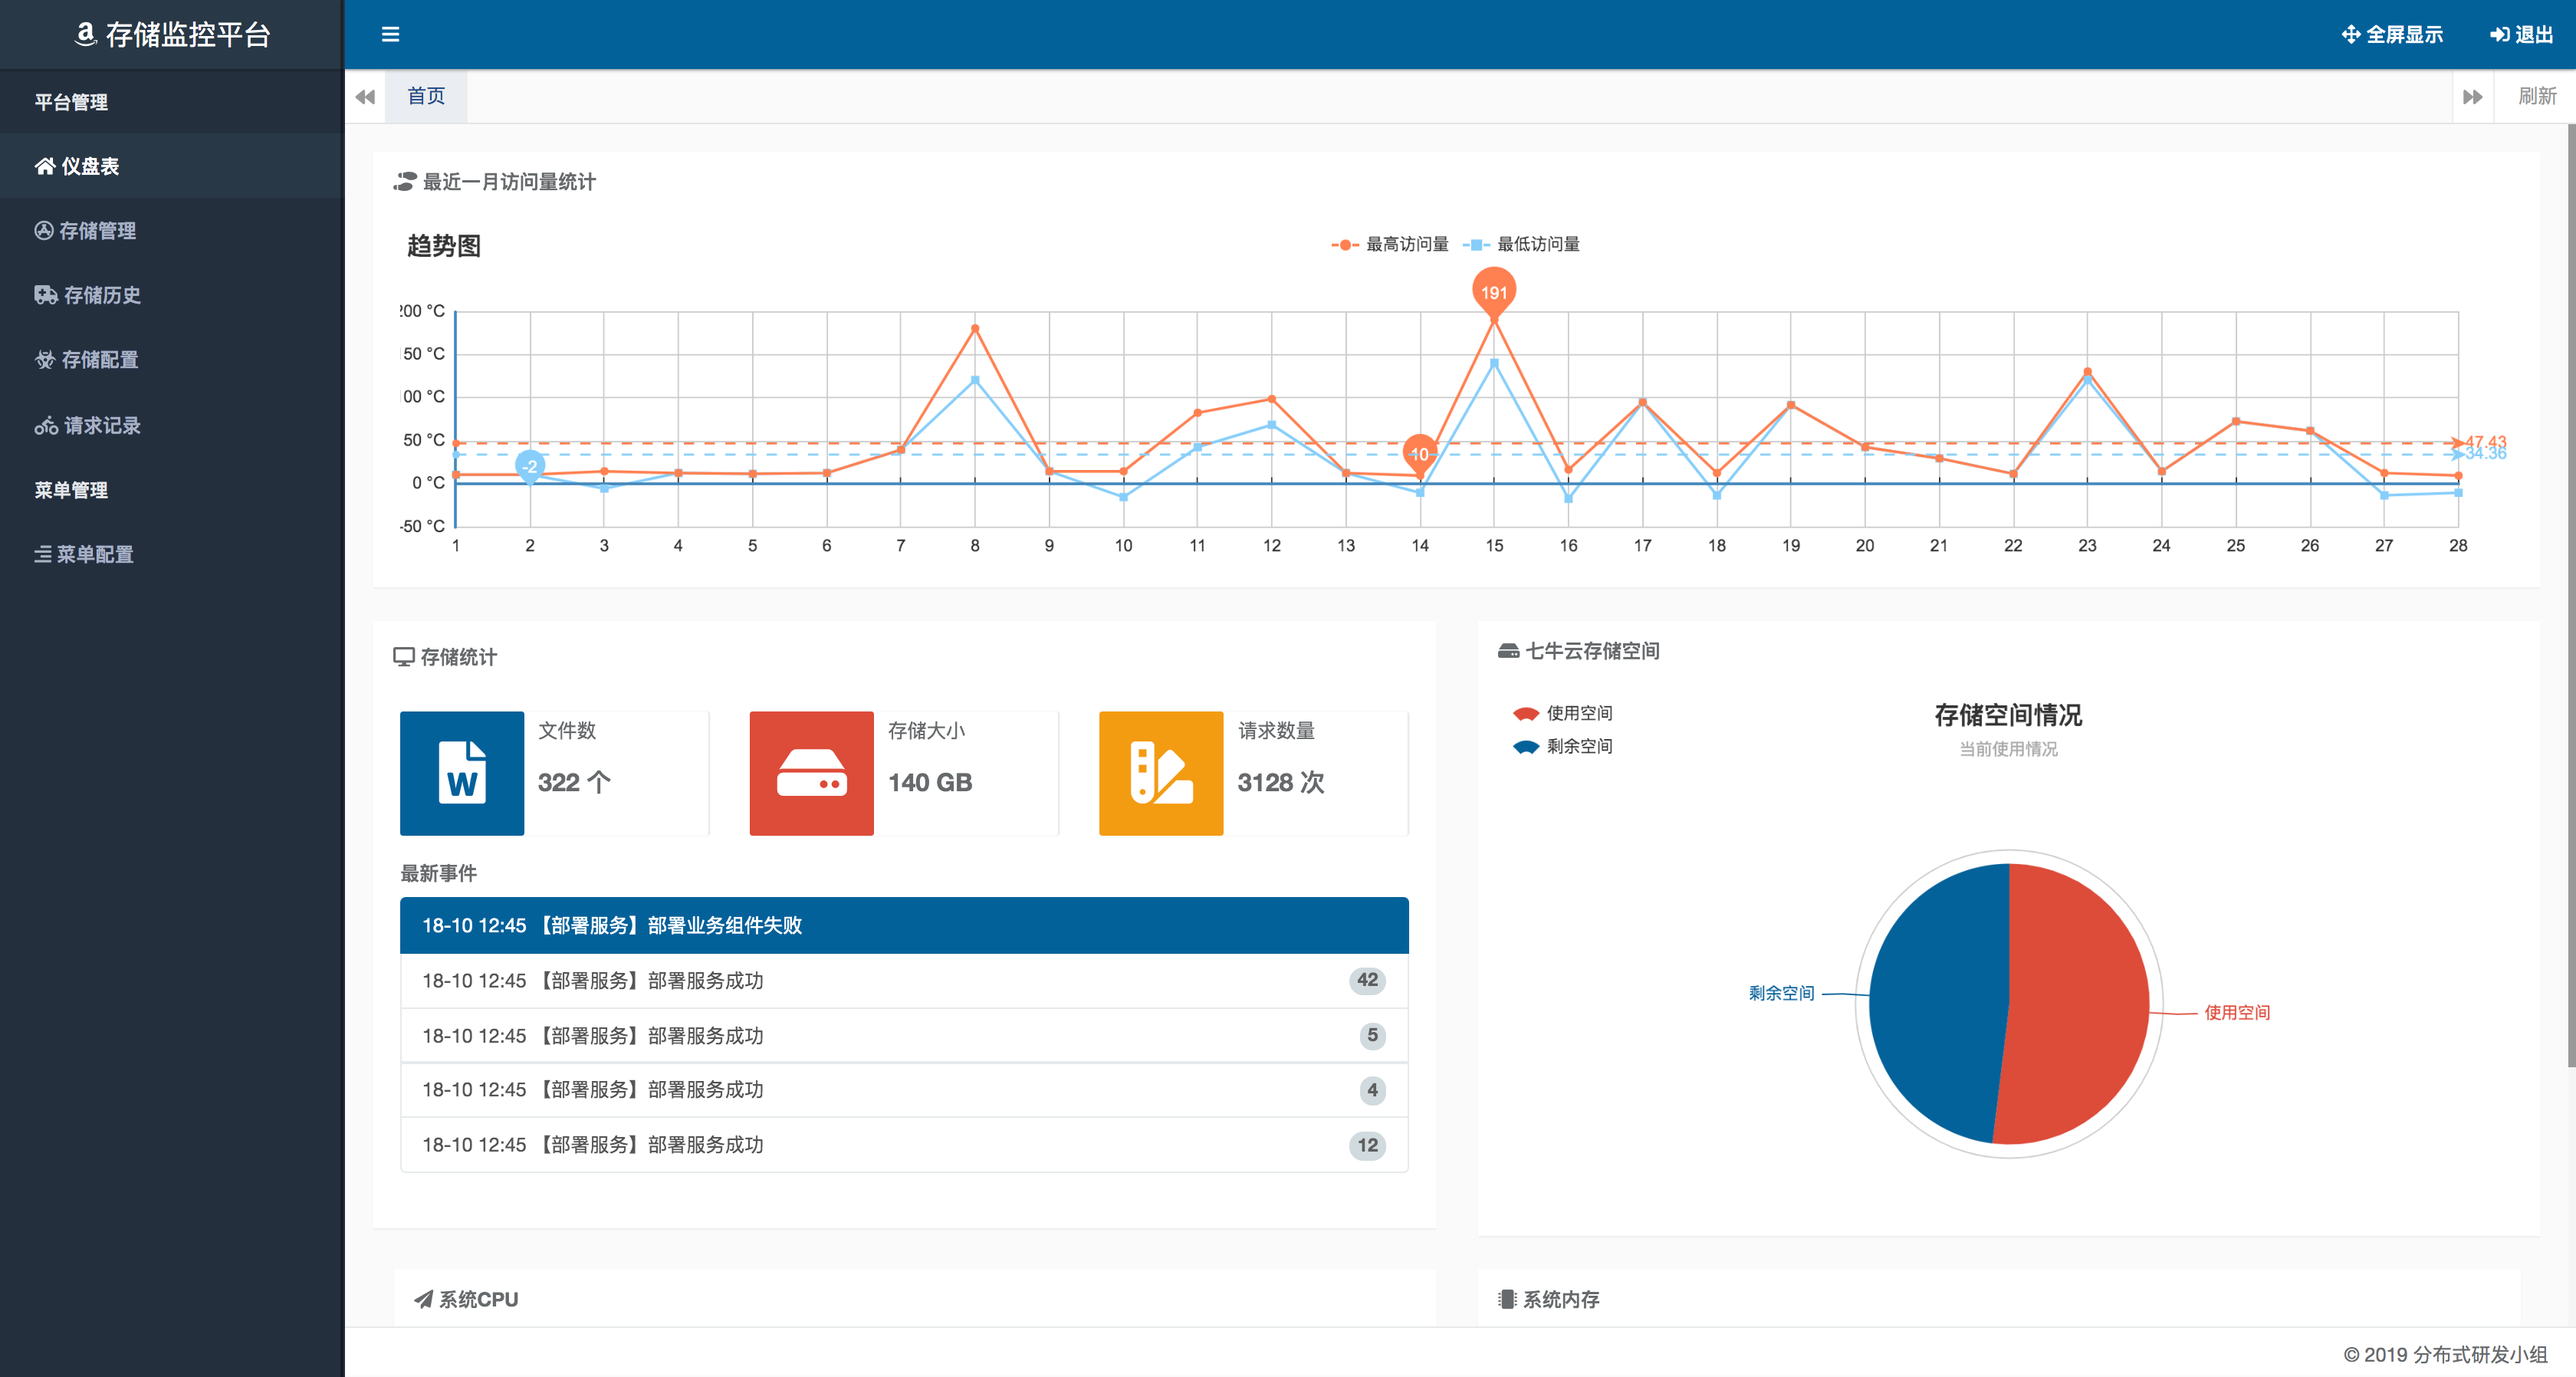 存储监控平台
全屏显示
退出
平台管理
仪盘表
存储管理
存储历史
存储配置
请求记录
菜单管理
菜单配置
首页
刷新
最近一月访问量统计
趋势图
最高访问量 最低访问量
191
200 °C
50 °C
00 °C
50 °C
0 °C
-50 °C
-2
10
47.43
34.36
1 2 3 4 5 6 7 8 9 10 11 12 13 14 15 16 17 18 19 20 21 22 23 24 25 26 27 28
存储统计
文件数
322 个
存储大小
140 GB
请求数量
3128 次
最新事件
18-10 12:45 【部署服务】部署业务组件失败
18-10 12:45 【部署服务】部署服务成功 42
18-10 12:45 【部署服务】部署服务成功 5
18-10 12:45 【部署服务】部署服务成功 4
18-10 12:45 【部署服务】部署服务成功 12
七牛云存储空间
使用空间
剩余空间
存储空间情况
当前使用情况
剩余空间
使用空间
系统CPU
系统内存
© 2019 分布式研发小组